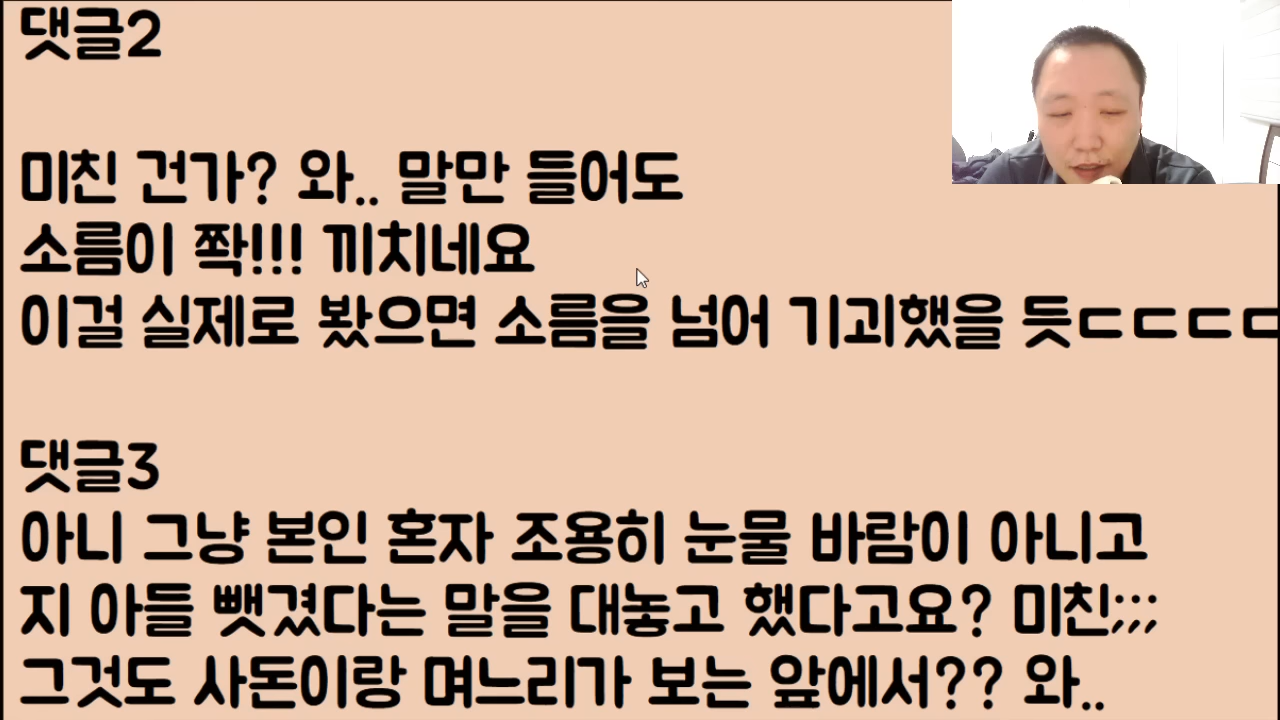 댓글2
미친 건가? 와.. 말만 들어도
소름이 쫙!!! 끼치네요
이걸 실제로 봤으면 소름을 넘어 기괴했을 듯ㄷㄷㄷㄷ
댓글3
아니 그냥 본인 혼자 조용히 눈물 바람이 아니고
지 아들 뺏겼다는 말을 대놓고 했다고요? 미친;;;
그것도 사돈이랑 며느리가 보는 앞에서?? 와..